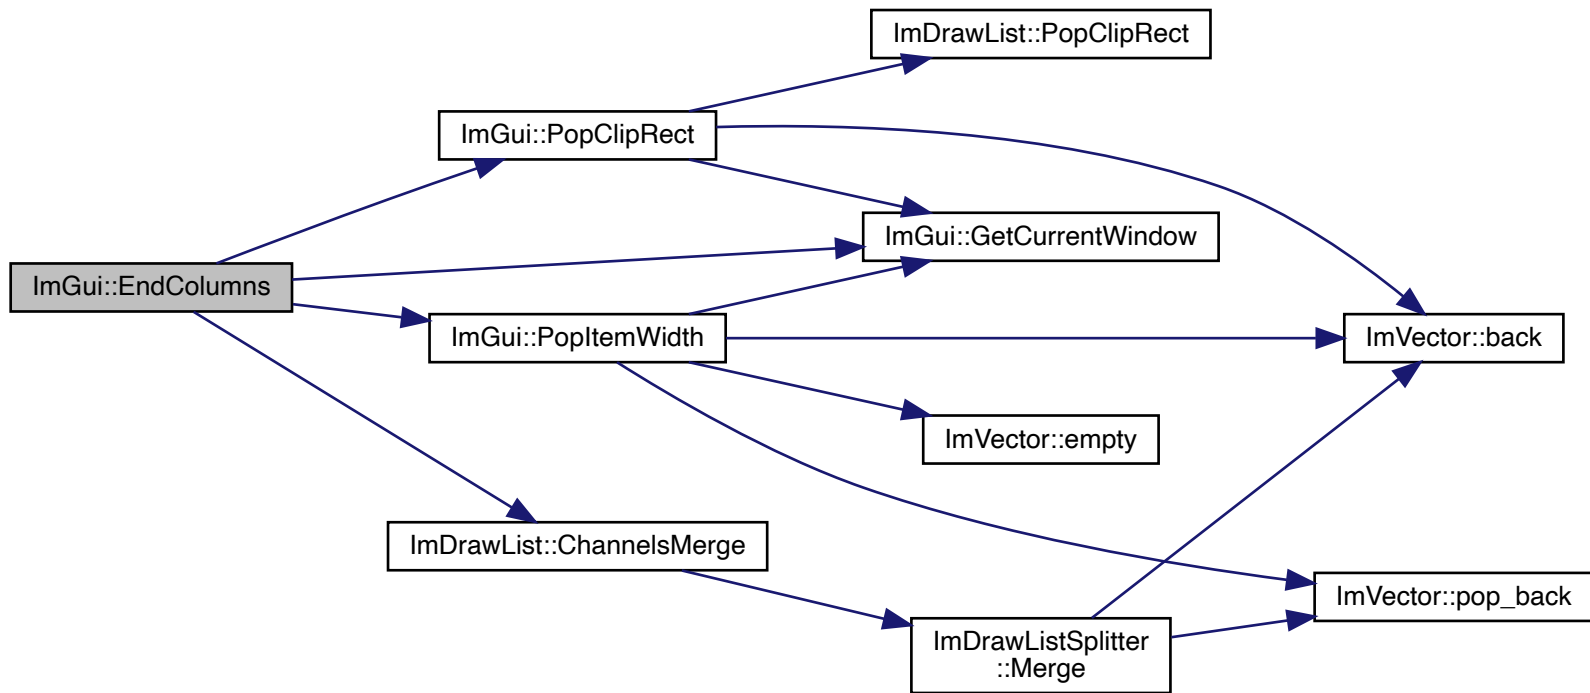 ImDrawList::PopClipRect
ImGui::PopClipRect
ImGui::GetCurrentWindow
ImGui::EndColumns
ImGui::PopItemWidth
ImVector::back
ImVector::empty
ImDrawList::ChannelsMerge
ImVector::pop_back
ImDrawListSplitter
::Merge